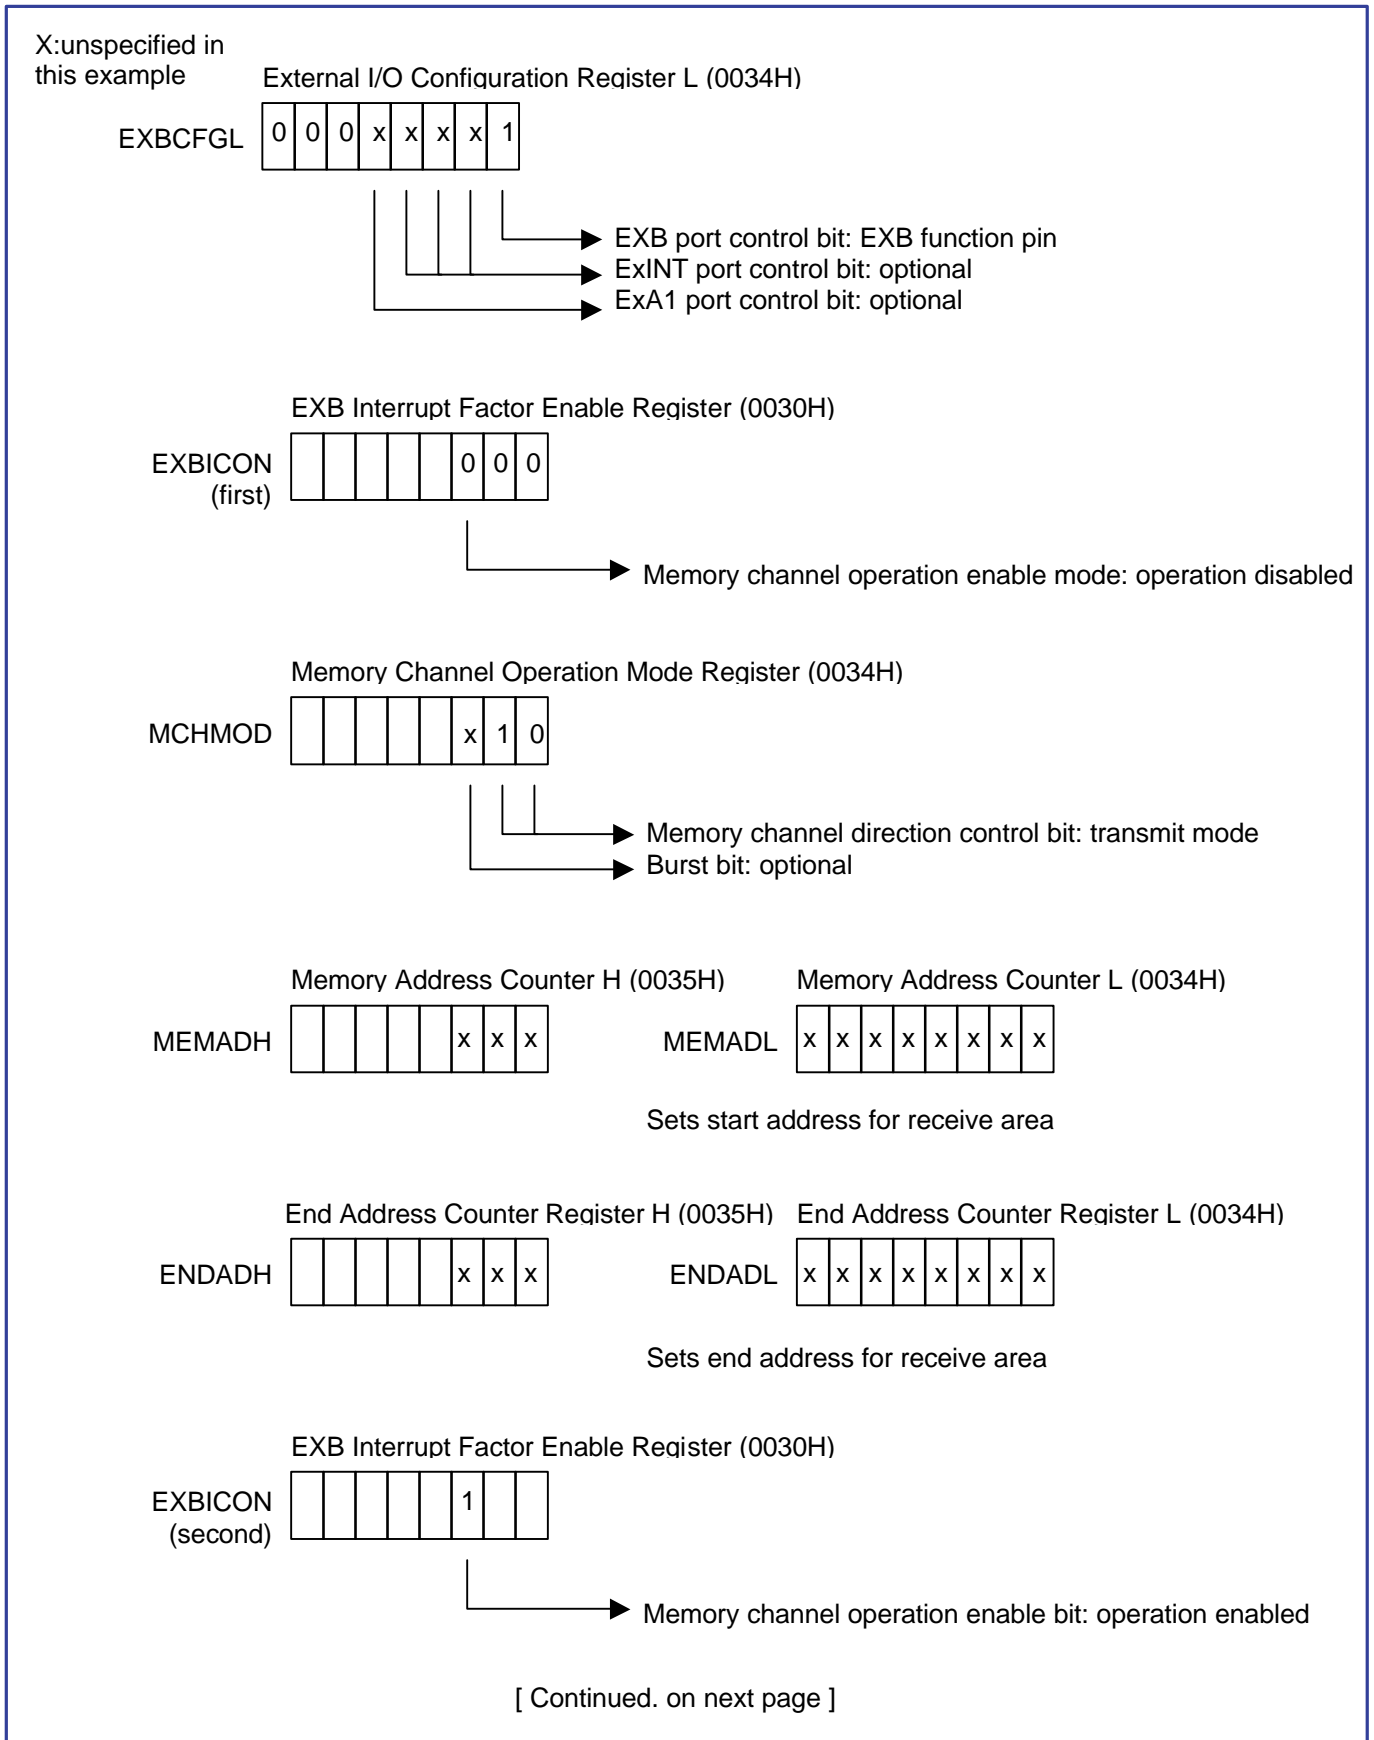 X:unspecified in
this example
External I/O Configuration Register L (0034H)
EXBCFGL 0 0 0 x x x x 1
EXB port control bit: EXB function pin
ExINT port control bit: optional
ExA1 port control bit: optional
EXB Interrupt Factor Enable Register (0030H)
EXBICON 0 0 0
(first)
Memory channel operation enable mode: operation disabled
Memory Channel Operation Mode Register (0034H)
MCHMOD x 1 0
Memory channel direction control bit: transmit mode
Burst bit: optional
Memory Address Counter H (0035H) Memory Address Counter L (0034H)
MEMADH x x x MEMADL x x x x x x x x
Sets start address for receive area
End Address Counter Register H (0035H) End Address Counter Register L (0034H)
ENDADH x x x ENDADL x x x x x x x x
Sets end address for receive area
EXB Interrupt Factor Enable Register (0030H)
EXBICON 1
(second)
Memory channel operation enable bit: operation enabled
[ Continued. on next page ]